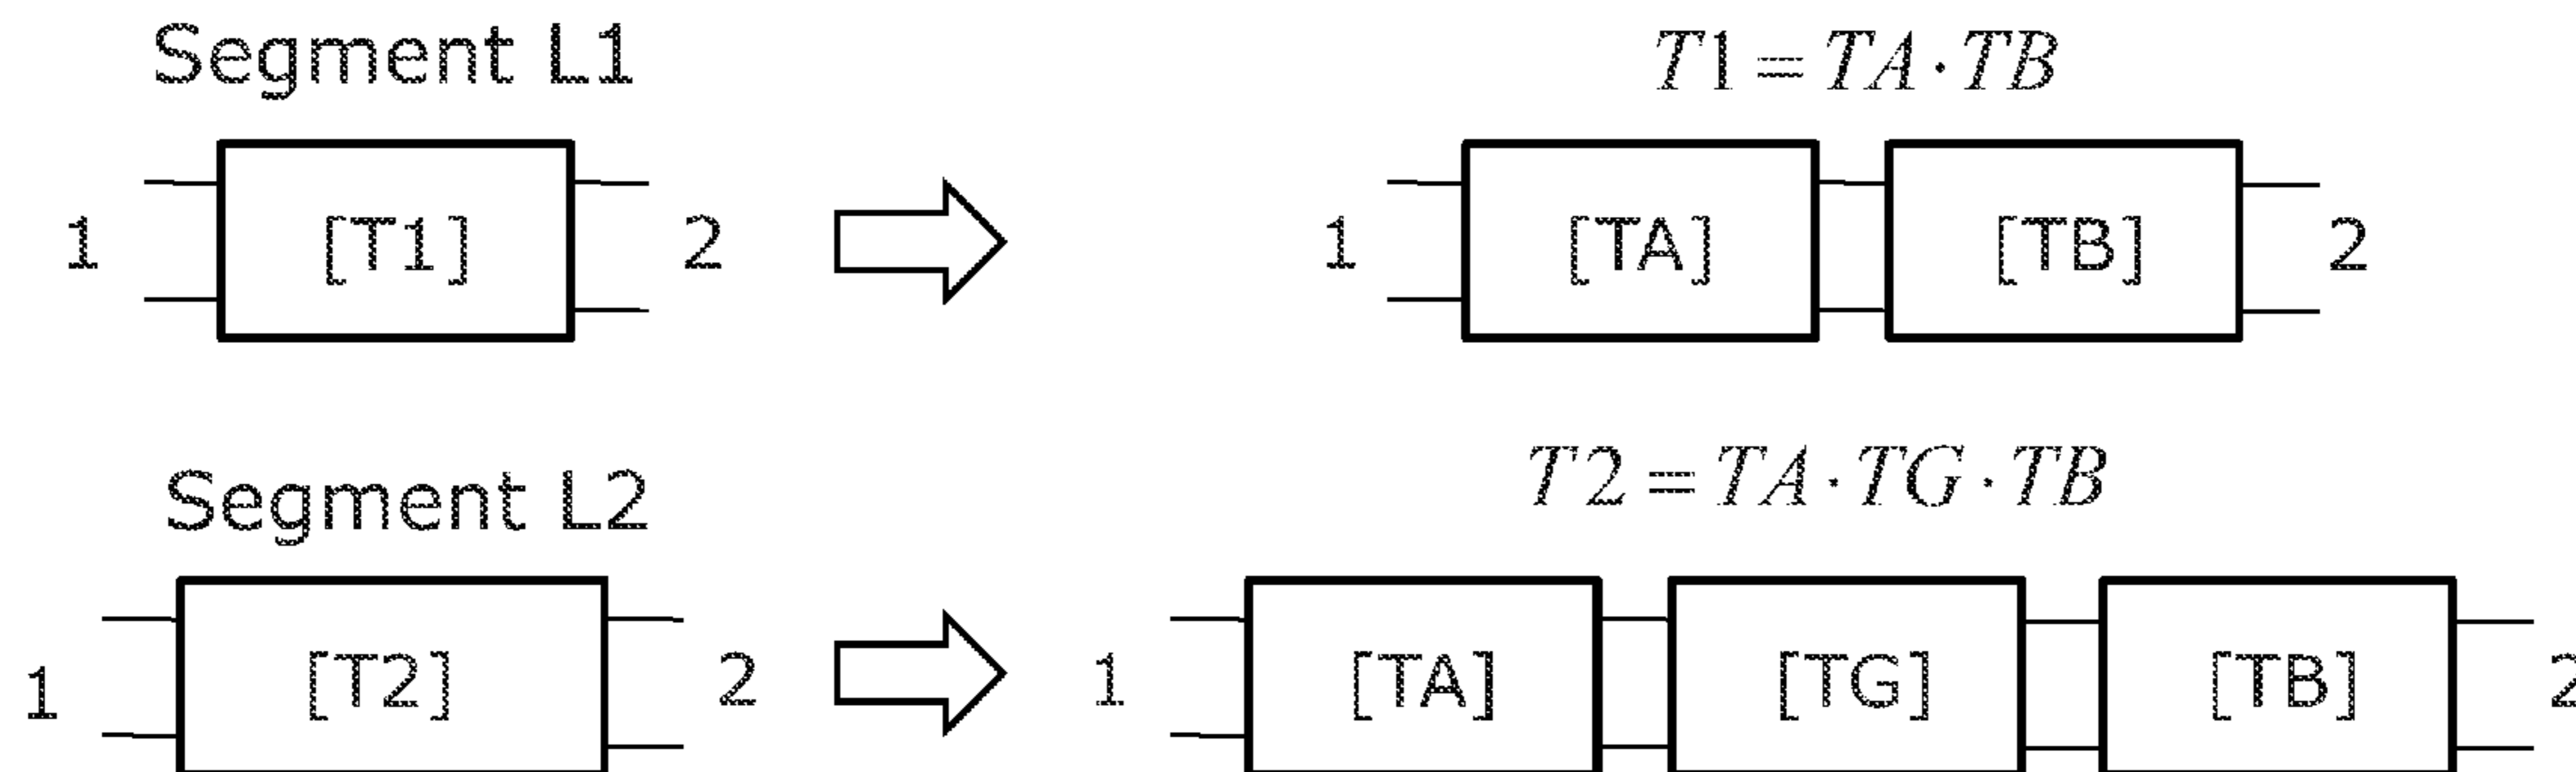 Segment L1
T1 = TA · TB
1 [T1] 2
1 [TA] [TB] 2
Segment L2
T2 = TA · TG · TB
1 [T2] 2
1 [TA] [TG] [TB] 2